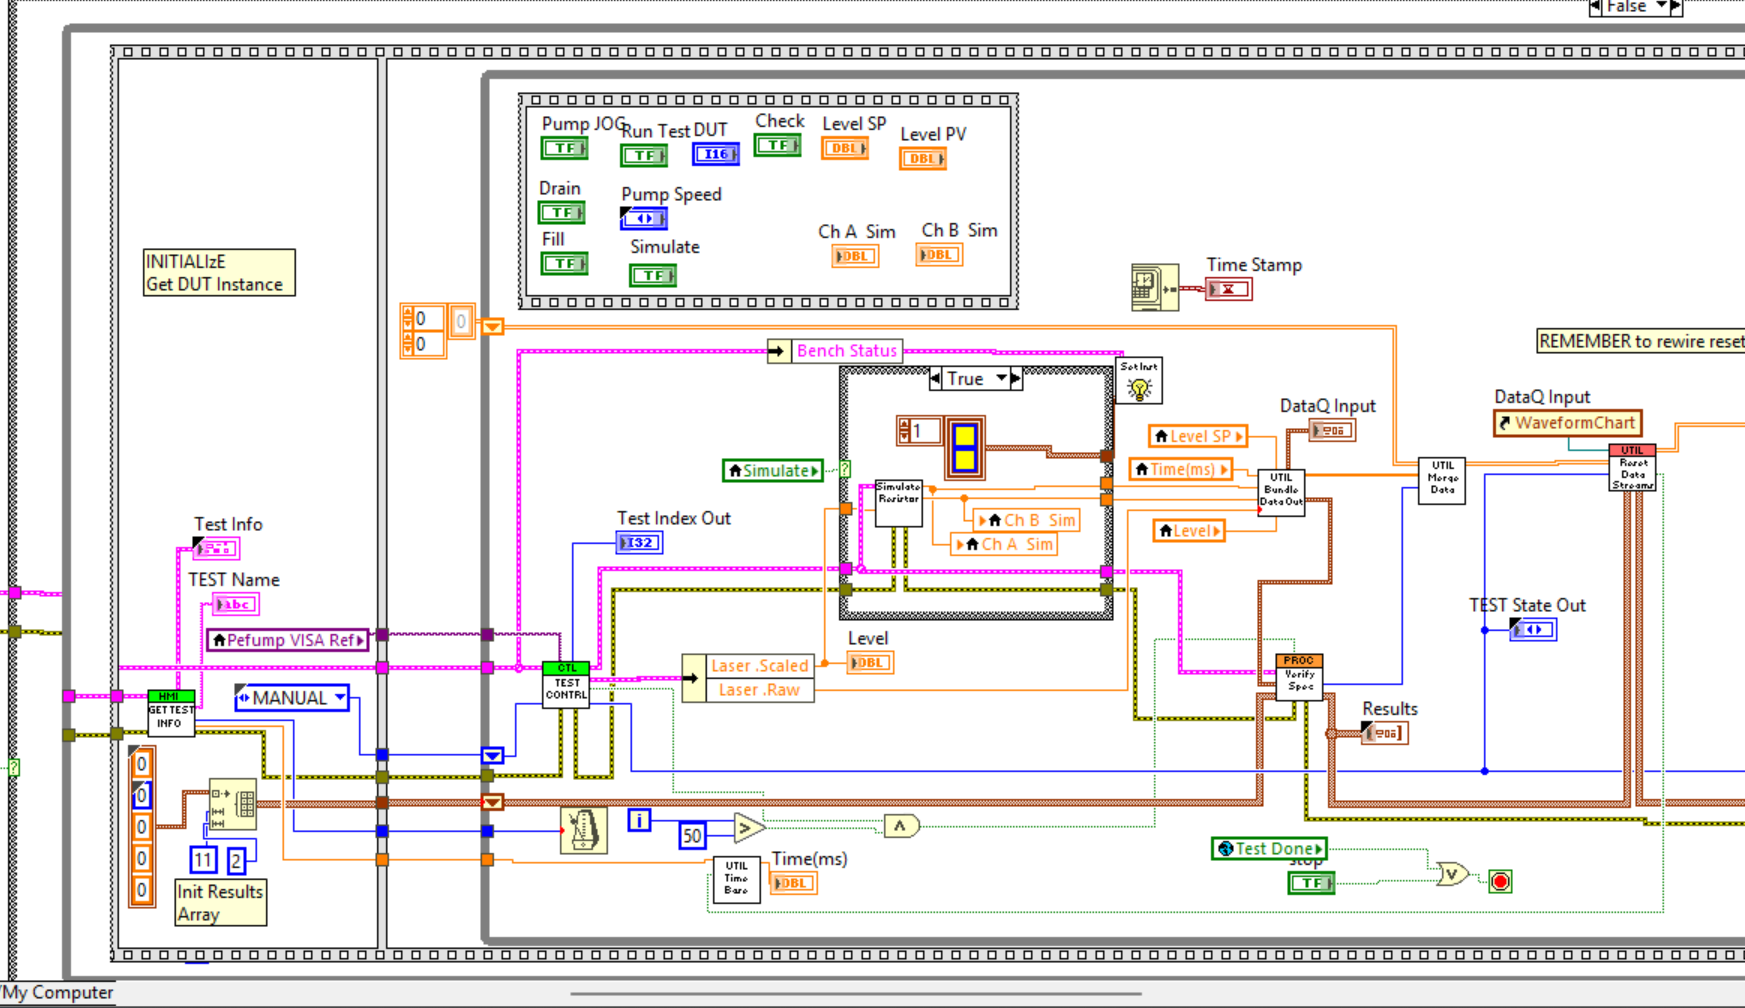 False
Pump JOG
Run Test
DUT
Check
Level SP
Level PV
TF
TF
I16
TF
DBL
DBL
Drain
TF
Pump Speed
Fill
TF
Simulate
TF
Ch A Sim
DBL
Ch B Sim
DBL
INITIALIzE
Get DUT Instance
Time Stamp
0
0
0
REMEMBER to rewire reset
Bench Status
Set Inst
True
1
Simulate
?
Simulate
Resistor
Ch B Sim
Ch A Sim
DataQ Input
Level SP
Time(ms)
Level
UTIL
Bundle
Data Out
UTIL
Merge
Data
DataQ Input
WaveformChart
UTIL
Reset
Data
Streams
Test Info
TEST Name
abc
Test Index Out
I32
Pefump VISA Ref
TEST State Out
Level
DBL
Laser .Scaled
Laser .Raw
CTL
TEST
CONTRL
PROC
Verify
Spec
Results
HMI
GET TEST
INFO
MANUAL
?
0
0
0
0
0
11
2
Init Results
Array
i
50
>
UTIL
Time
Base
Time(ms)
DBL
Test Done
stop
TF
V
/My Computer